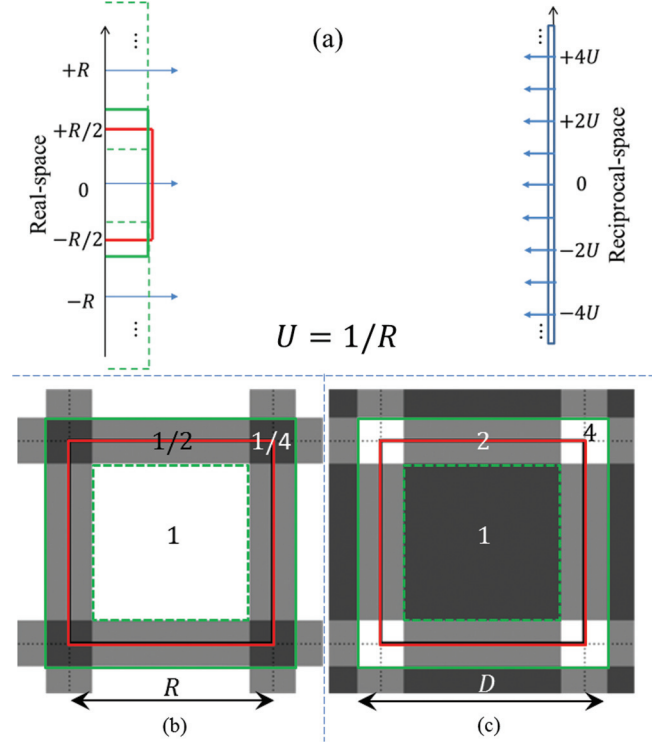 (a)
Real-space
⋮
+R
+R/2
0
−R/2
−R
⋮
Reciprocal-space
⋮
+4U
+2U
0
−2U
−4U
⋮
U = 1/R
1/2
1/4
1
R
(b)
2
4
1
D
(c)